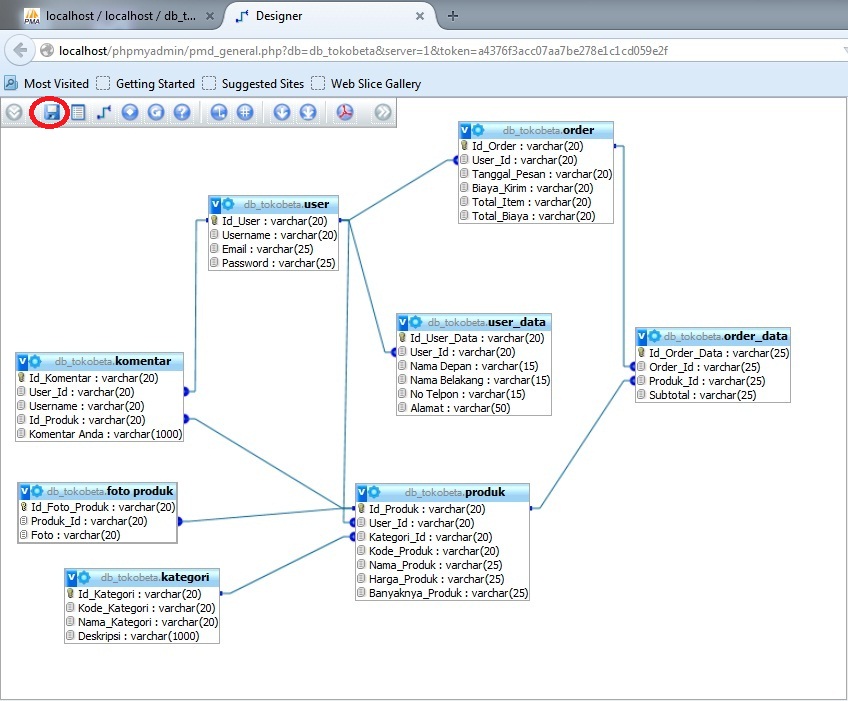 PMA
localhost / localhost / db_t...
Designer
localhost/phpmyadmin/pmd_general.php?db=db_tokobeta&server=1&token=a4376f3acc07aa7be278e1c1cd059e2f
Most Visited
Getting Started
Suggested Sites
Web Slice Gallery
V db_tokobeta.order
Id_Order : varchar(20)
User_Id : varchar(20)
Tanggal_Pesan : varchar(20)
Biaya_Kirim : varchar(20)
Total_Item : varchar(20)
Total_Biaya : varchar(20)
V db_tokobeta.user
Id_User : varchar(20)
Username : varchar(20)
Email : varchar(25)
Password : varchar(25)
V db_tokobeta.user_data
Id_User_Data : varchar(20)
User_Id : varchar(20)
Nama Depan : varchar(15)
Nama Belakang : varchar(15)
No Telpon : varchar(15)
Alamat : varchar(50)
V db_tokobeta.order_data
Id_Order_Data : varchar(25)
Order_Id : varchar(25)
Produk_Id : varchar(25)
Subtotal : varchar(25)
V db_tokobeta.komentar
Id_Komentar : varchar(20)
User_Id : varchar(20)
Username : varchar(20)
Id_Produk : varchar(20)
Komentar Anda : varchar(1000)
V db_tokobeta.foto produk
Id_Foto_Produk : varchar(20)
Produk_Id : varchar(20)
Foto : varchar(20)
V db_tokobeta.produk
Id_Produk : varchar(20)
User_Id : varchar(20)
Kategori_Id : varchar(20)
Kode_Produk : varchar(20)
Nama_Produk : varchar(25)
Harga_Produk : varchar(25)
Banyaknya_Produk : varchar(25)
V db_tokobeta.kategori
Id_Kategori : varchar(20)
Kode_Kategori : varchar(20)
Nama_Kategori : varchar(20)
Deskripsi : varchar(1000)